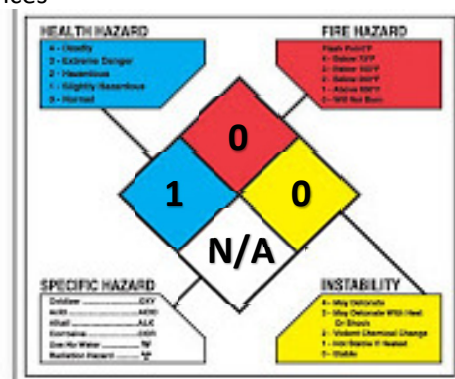 ices
HEALTH HAZARD
4 - Deadly
3 - Extreme Danger
2 - Hazardous
1 - Slightly Hazardous
0 - Normal
FIRE HAZARD
Flash Point°F
4 - Below 73°F
3 - Below 100°F
2 - Below 200°F
1 - Above 200°F
0 - Will Not Burn
0
1
0
N/A
SPECIFIC HAZARD
Oxidizer OXY
Acid ACID
Alkali ALK
Corrosive COR
Use No Water W
Radiation Hazard
INSTABILITY
4 - May Detonate
3 - May Detonate With Heat
Or Shock
2 - Violent Chemical Change
1 - Not Stable If Heated
0 - Stable